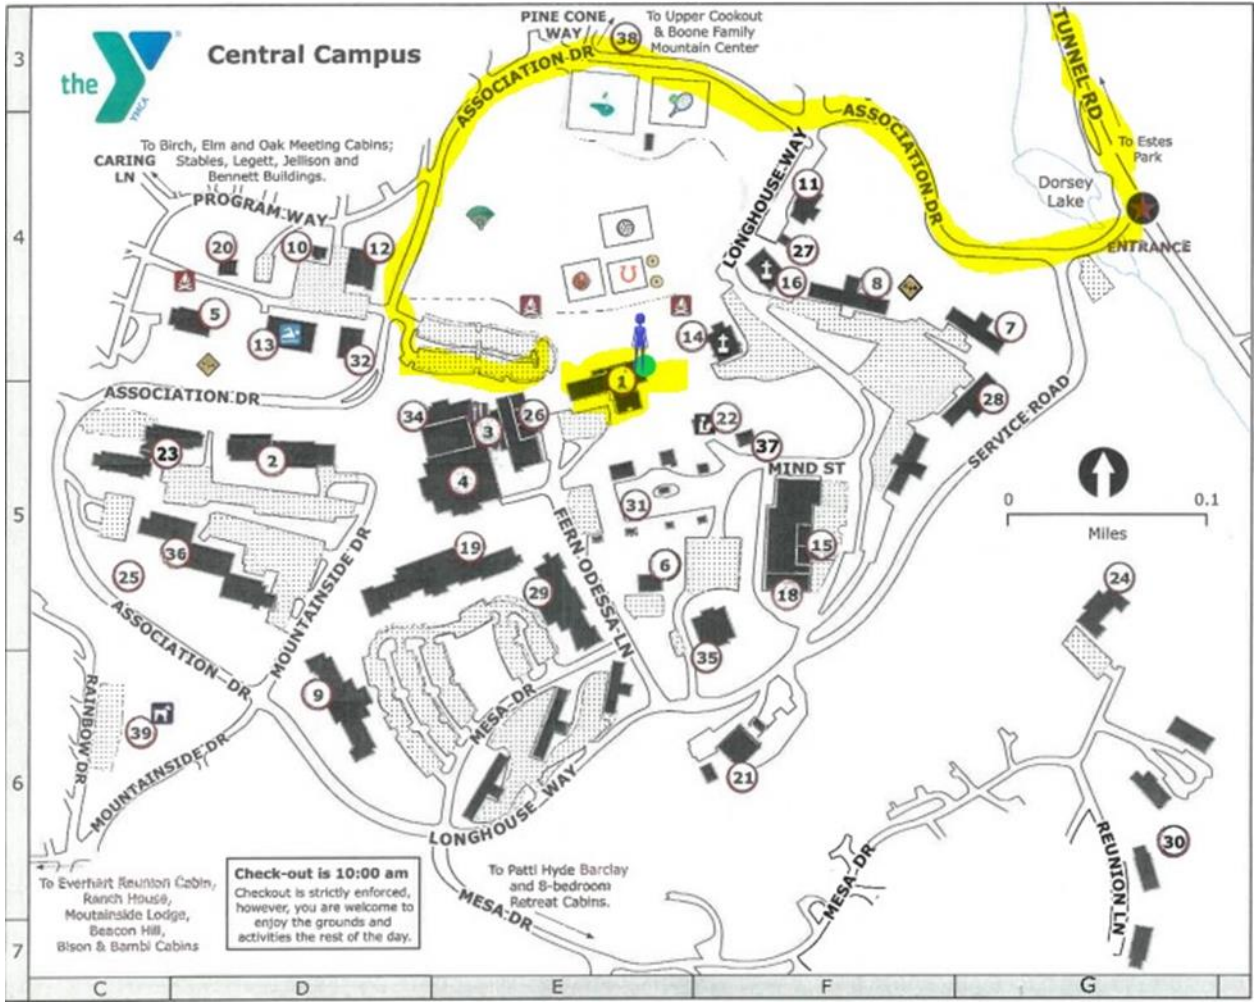 3
4
5
6
7
the
YMCA
Central Campus
PINE CONE
WAY
38
To Upper Cookout
& Boone Family
Mountain Center
ASSOCIATION DR
TUNNEL RD
To Estes
Park
ASSOCIATION DR
LONGHOUSE WAY
To Birch, Elm and Oak Meeting Cabins;
Stables, Legett, Jellison and
Bennett Buildings.
CARING
LN
PROGRAM WAY
Dorsey
Lake
ENTRANCE
11
27
16
8
7
20
10
12
5
13
32
14
1
28
ASSOCIATION DR
34
3
26
22
37
MIND ST
SERVICE ROAD
23
2
4
31
15
18
0
0.1
Miles
36
25
19
29
6
35
FERN ODESSA LN
MOUNTAINSIDE DR
ASSOCIATION DR
24
9
MESA DR
RAINBOW DR
39
MOUNTAINSIDE DR
21
LONGHOUSE WAY
30
REUNION LN
MESA DR
MESA DR
To Everhart Reunion Cabin,
Ranch House,
Moutainside Lodge,
Beacon Hill,
Bison & Bambi Cabins
Check-out is 10:00 am
Checkout is strictly enforced,
however, you are welcome to
enjoy the grounds and
activities the rest of the day.
To Patti Hyde Barclay
and 8-bedroom
Retreat Cabins.
C
D
E
F
G